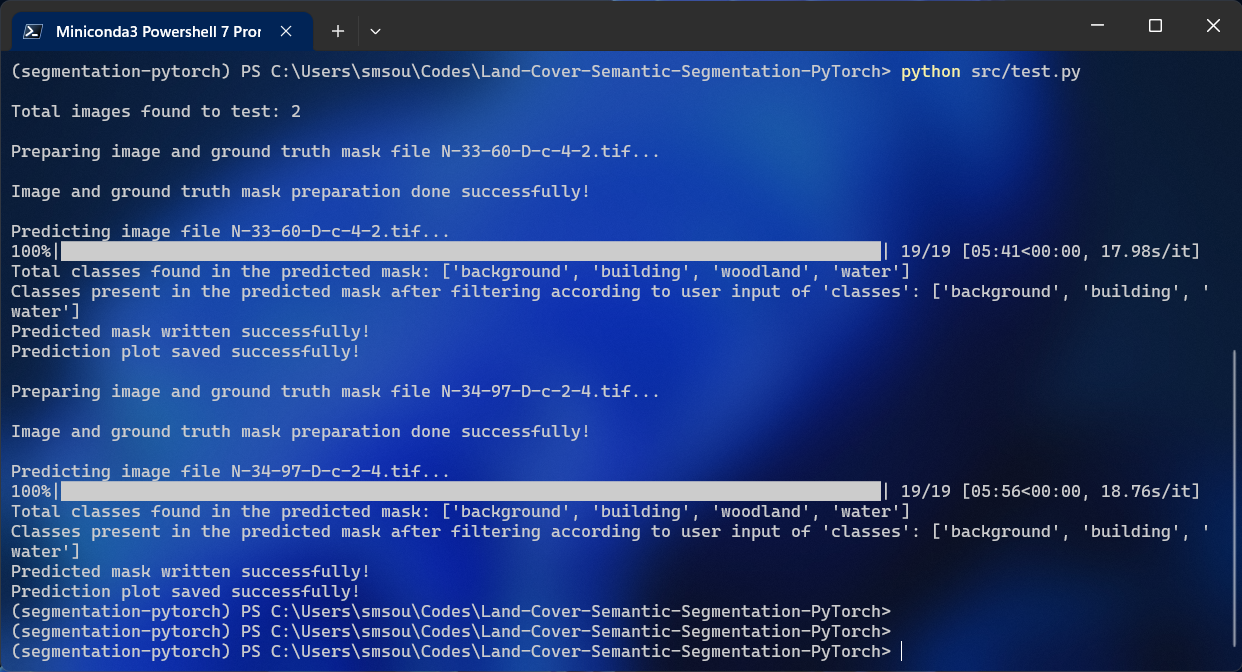 Miniconda3 Powershell 7 Pror
(segmentation-pytorch) PS C:\Users\smsou\Codes\Land-Cover-Semantic-Segmentation-PyTorch> python src/test.py
Total images found to test: 2
Preparing image and ground truth mask file N-33-60-D-c-4-2.tif...
Image and ground truth mask preparation done successfully!
Predicting image file N-33-60-D-c-4-2.tif...
100%| | 19/19 [05:41<00:00, 17.98s/it]
Total classes found in the predicted mask: ['background', 'building', 'woodland', 'water']
Classes present in the predicted mask after filtering according to user input of 'classes': ['background', 'building', '
water']
Predicted mask written successfully!
Prediction plot saved successfully!
Preparing image and ground truth mask file N-34-97-D-c-2-4.tif...
Image and ground truth mask preparation done successfully!
Predicting image file N-34-97-D-c-2-4.tif...
100%| | 19/19 [05:56<00:00, 18.76s/it]
Total classes found in the predicted mask: ['background', 'building', 'woodland', 'water']
Classes present in the predicted mask after filtering according to user input of 'classes': ['background', 'building', '
water']
Predicted mask written successfully!
Prediction plot saved successfully!
(segmentation-pytorch) PS C:\Users\smsou\Codes\Land-Cover-Semantic-Segmentation-PyTorch>
(segmentation-pytorch) PS C:\Users\smsou\Codes\Land-Cover-Semantic-Segmentation-PyTorch>
(segmentation-pytorch) PS C:\Users\smsou\Codes\Land-Cover-Semantic-Segmentation-PyTorch>